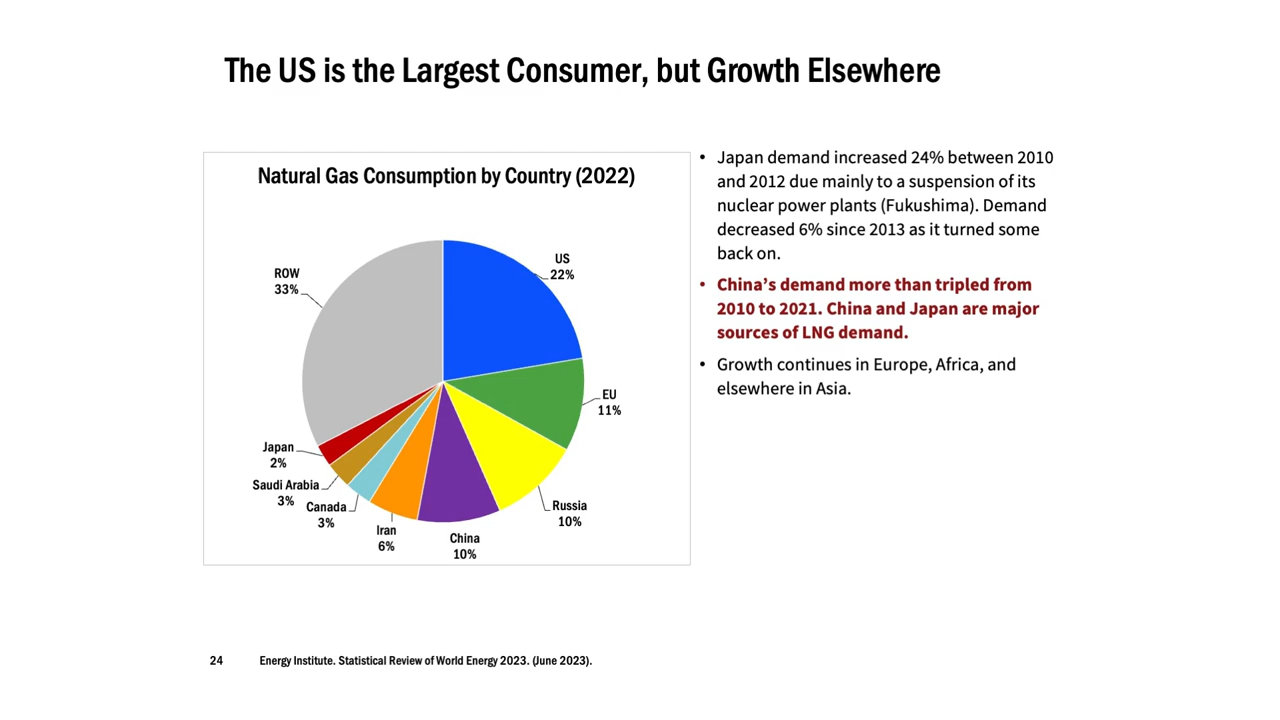 The US is the Largest Consumer, but Growth Elsewhere
Natural Gas Consumption by Country (2022)
US
22%
EU
11%
Russia
10%
China
10%
Iran
6%
Canada
3%
Saudi Arabia
3%
Japan
2%
ROW
33%
• Japan demand increased 24% between 2010
and 2012 due mainly to a suspension of its
nuclear power plants (Fukushima). Demand
decreased 6% since 2013 as it turned some
back on.
• China’s demand more than tripled from
2010 to 2021. China and Japan are major
sources of LNG demand.
• Growth continues in Europe, Africa, and
elsewhere in Asia.
24 Energy Institute. Statistical Review of World Energy 2023. (June 2023).